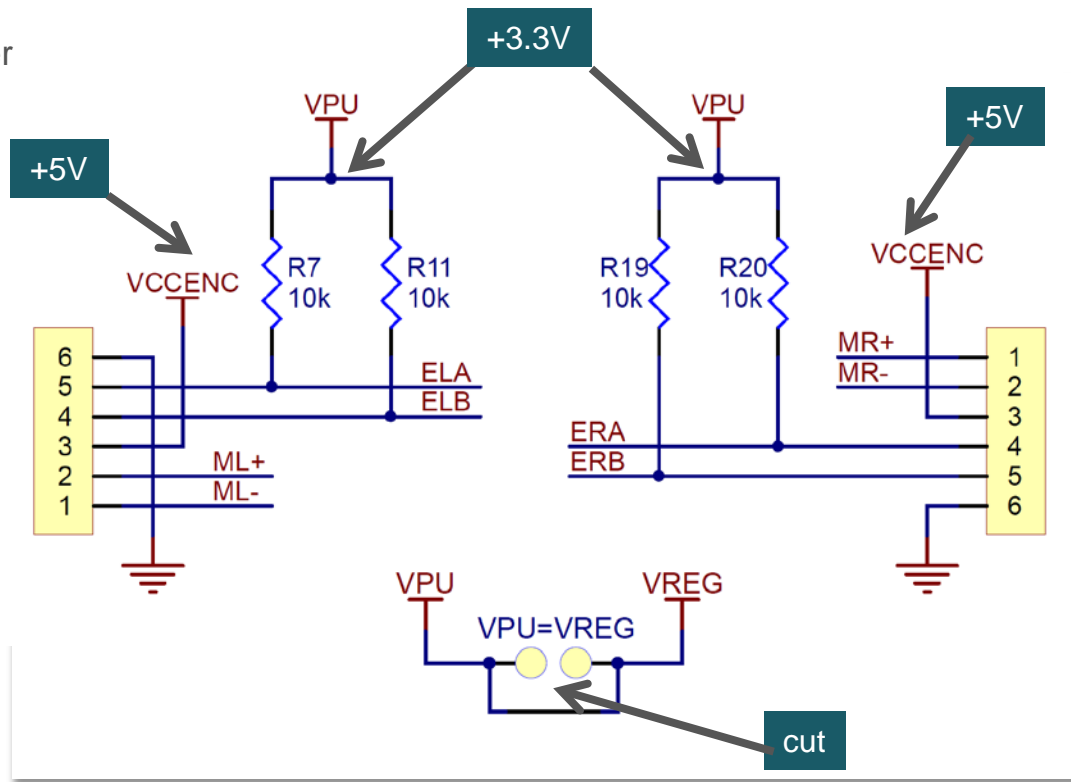 r
+3.3V
VPU
VPU
+5V
+5V
R7
10k
R11
10k
R19
10k
R20
10k
VCCENC
VCCENC
6
5
4
3
2
1
ELA
ELB
ML+
ML-
MR+
MR-
ERA
ERB
1
2
3
4
5
6
VPU
VREG
VPU=VREG
cut